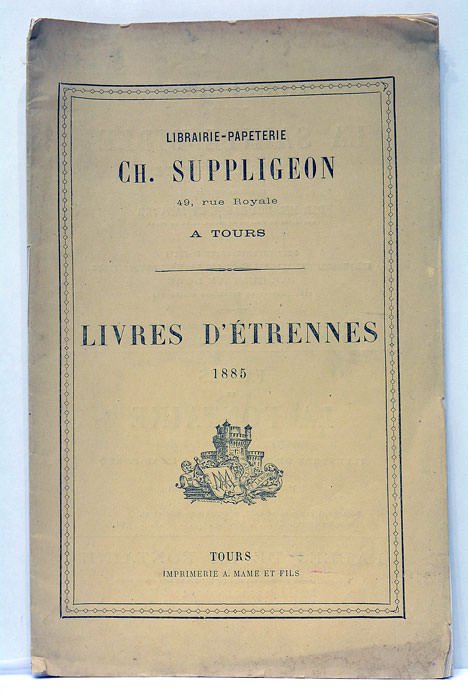 LIBRAIRIE-PAPETERIE
CH. SUPPLIGEON
49, rue Royale
A TOURS
LIVRES D'ÉTRENNES
1885
TOURS
IMPRIMERIE A. MAME ET FILS